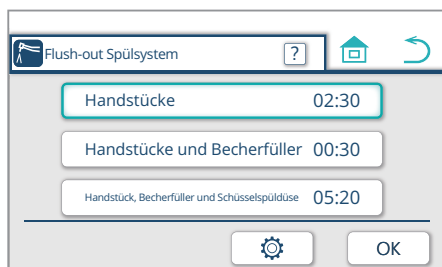 Flush-out Spülsystem ?
Handstücke 02:30
Handstücke und Becherfüller 00:30
Handstück, Becherfüller und Schüsselspüldüse 05:20
OK